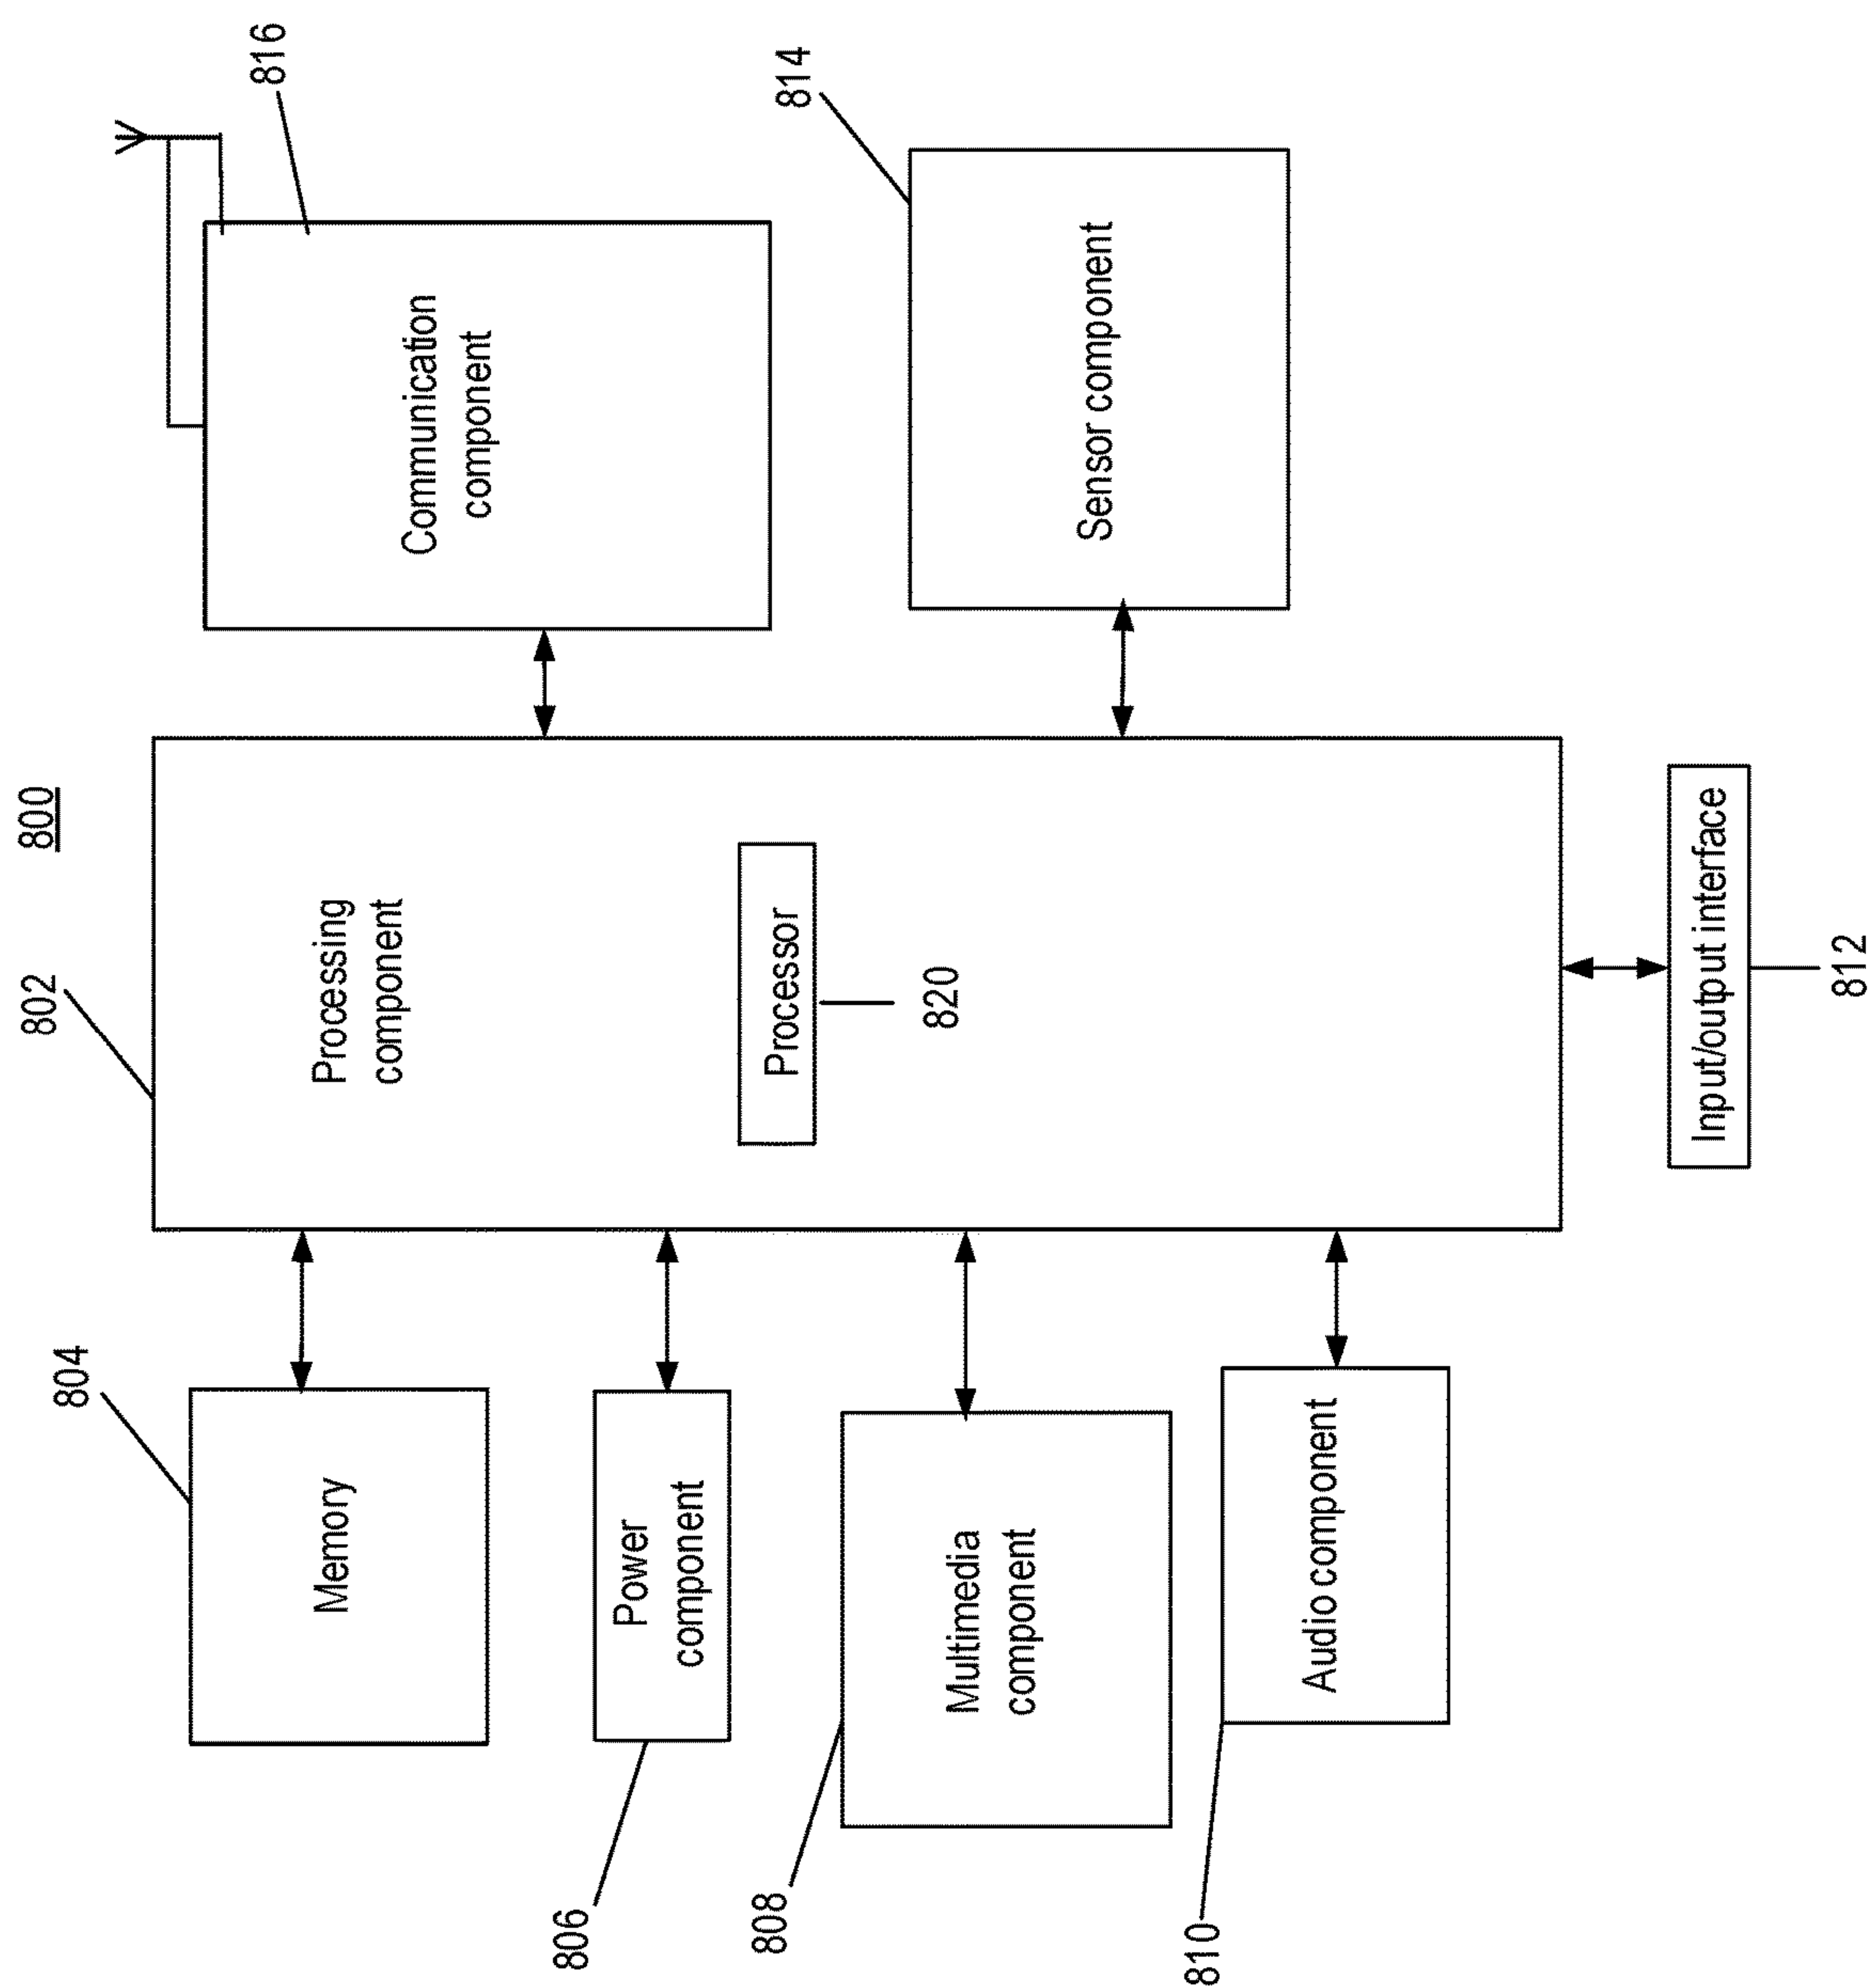 800
802
Processing
component
Processor
820
804
Memory
806
Power
component
808
Multimedia
component
810
Audio component
816
Communication
component
814
Sensor component
Input/output interface
812